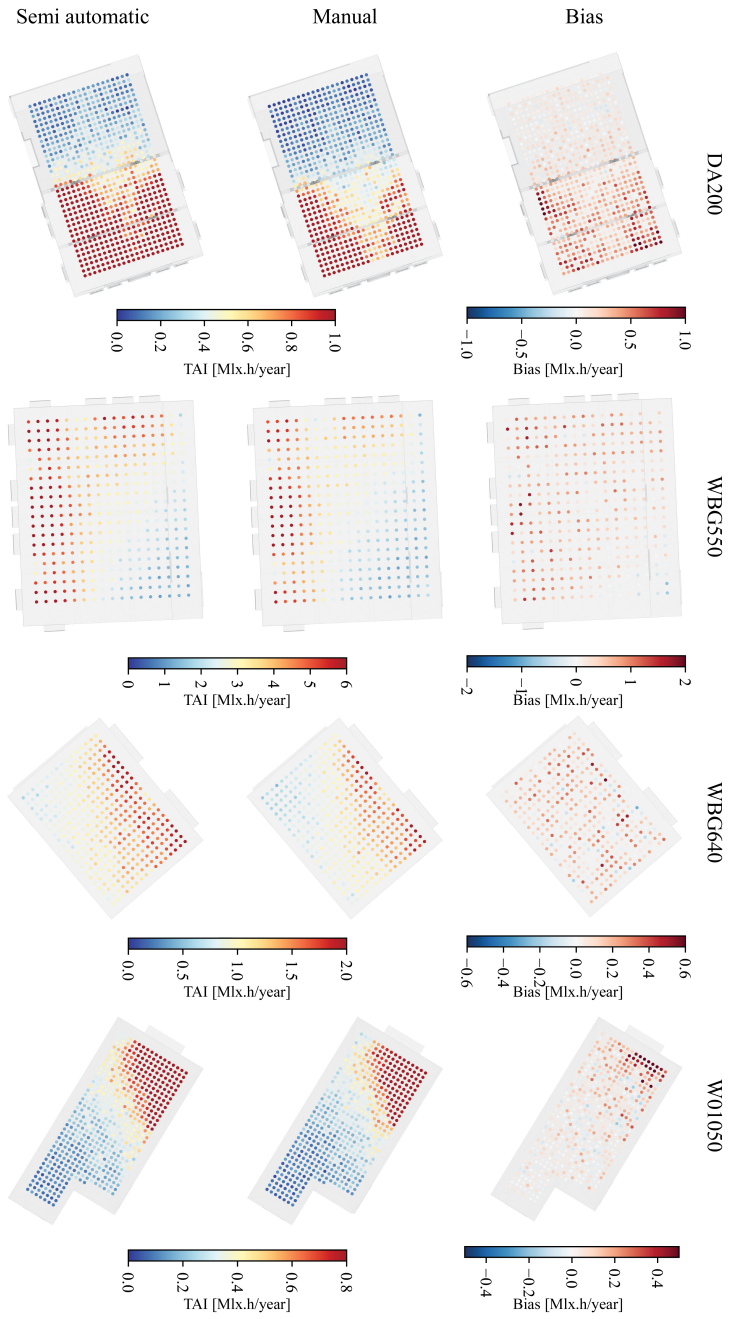 Semi automatic Manual Bias
DA200
0.0 0.2 0.4 0.6 0.8 1.0
TAI [Mlx.h/year]
−1.0 −0.5 0.0 0.5 1.0
Bias [Mlx.h/year]
WBG550
0 1 2 3 4 5 6
TAI [Mlx.h/year]
−2 −1 0 1 2
Bias [Mlx.h/year]
WBG640
0.0 0.5 1.0 1.5 2.0
TAI [Mlx.h/year]
−0.6 −0.4 −0.2 0.0 0.2 0.4 0.6
Bias [Mlx.h/year]
W01050
0.0 0.2 0.4 0.6 0.8
TAI [Mlx.h/year]
−0.4 −0.2 0.0 0.2 0.4
Bias [Mlx.h/year]